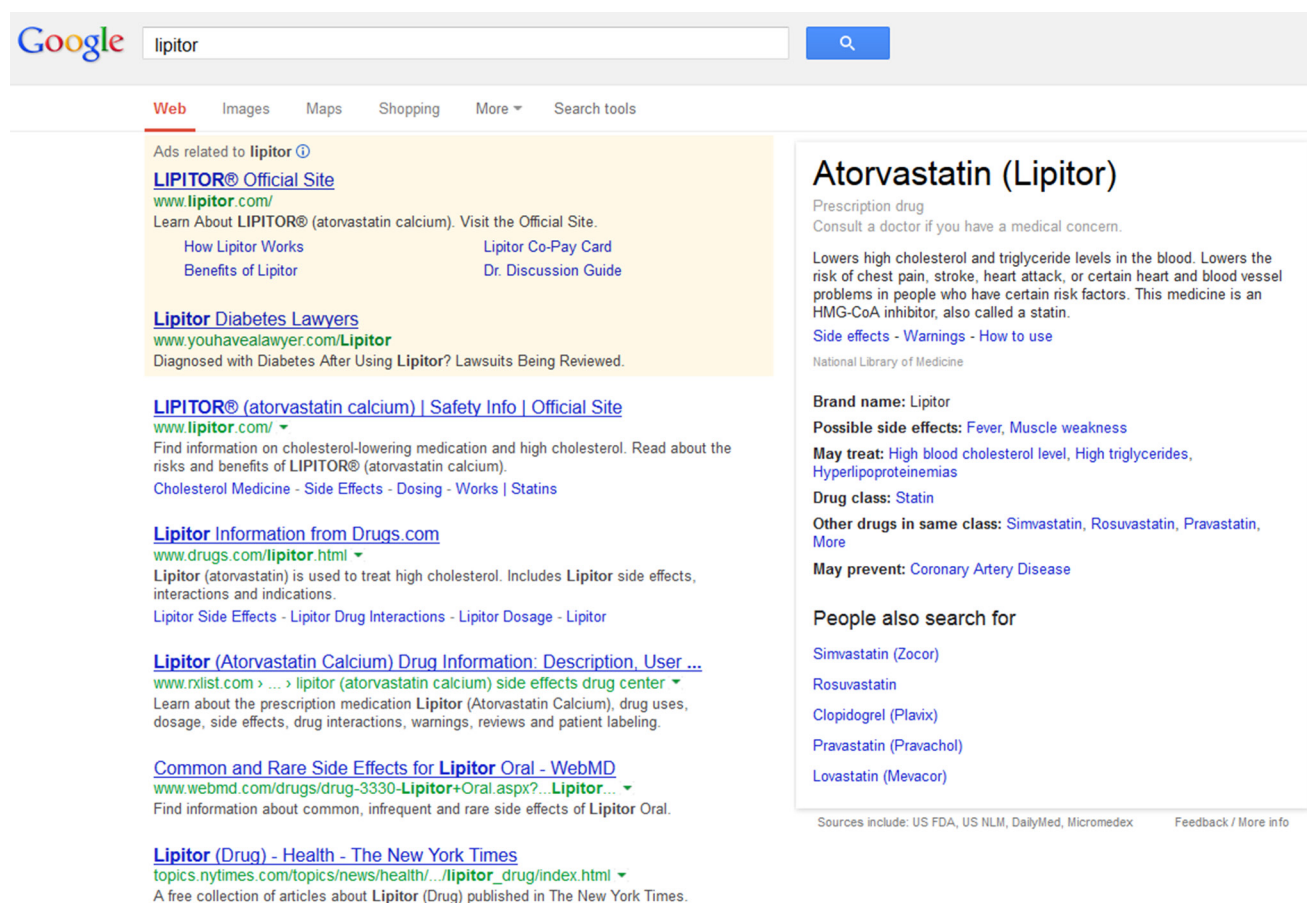 Google
lipitor
Web Images Maps Shopping More Search tools
Ads related to lipitor
LIPITOR® Official Site
www.lipitor.com/
Learn About LIPITOR® (atorvastatin calcium). Visit the Official Site.
How Lipitor Works Lipitor Co-Pay Card
Benefits of Lipitor Dr. Discussion Guide
Lipitor Diabetes Lawyers
www.youhavealawyer.com/Lipitor
Diagnosed with Diabetes After Using Lipitor? Lawsuits Being Reviewed.
LIPITOR® (atorvastatin calcium) | Safety Info | Official Site
www.lipitor.com/
Find information on cholesterol-lowering medication and high cholesterol. Read about the
risks and benefits of LIPITOR® (atorvastatin calcium).
Cholesterol Medicine - Side Effects - Dosing - Works | Statins
Lipitor Information from Drugs.com
www.drugs.com/lipitor.html
Lipitor (atorvastatin) is used to treat high cholesterol. Includes Lipitor side effects,
interactions and indications.
Lipitor Side Effects - Lipitor Drug Interactions - Lipitor Dosage - Lipitor
Lipitor (Atorvastatin Calcium) Drug Information: Description, User ...
www.rxlist.com › ... › lipitor (atorvastatin calcium) side effects drug center
Learn about the prescription medication Lipitor (Atorvastatin Calcium), drug uses,
dosage, side effects, drug interactions, warnings, reviews and patient labeling.
Common and Rare Side Effects for Lipitor Oral - WebMD
www.webmd.com/drugs/drug-3330-Lipitor+Oral.aspx?...Lipitor...
Find information about common, infrequent and rare side effects of Lipitor Oral.
Lipitor (Drug) - Health - The New York Times
topics.nytimes.com/topics/news/health/.../lipitor_drug/index.html
A free collection of articles about Lipitor (Drug) published in The New York Times.
Atorvastatin (Lipitor)
Prescription drug
Consult a doctor if you have a medical concern.
Lowers high cholesterol and triglyceride levels in the blood. Lowers the
risk of chest pain, stroke, heart attack, or certain heart and blood vessel
problems in people who have certain risk factors. This medicine is an
HMG-CoA inhibitor, also called a statin.
Side effects - Warnings - How to use
National Library of Medicine
Brand name: Lipitor
Possible side effects: Fever, Muscle weakness
May treat: High blood cholesterol level, High triglycerides,
Hyperlipoproteinemias
Drug class: Statin
Other drugs in same class: Simvastatin, Rosuvastatin, Pravastatin,
More
May prevent: Coronary Artery Disease
People also search for
Simvastatin (Zocor)
Rosuvastatin
Clopidogrel (Plavix)
Pravastatin (Pravachol)
Lovastatin (Mevacor)
Sources include: US FDA, US NLM, DailyMed, Micromedex Feedback / More info